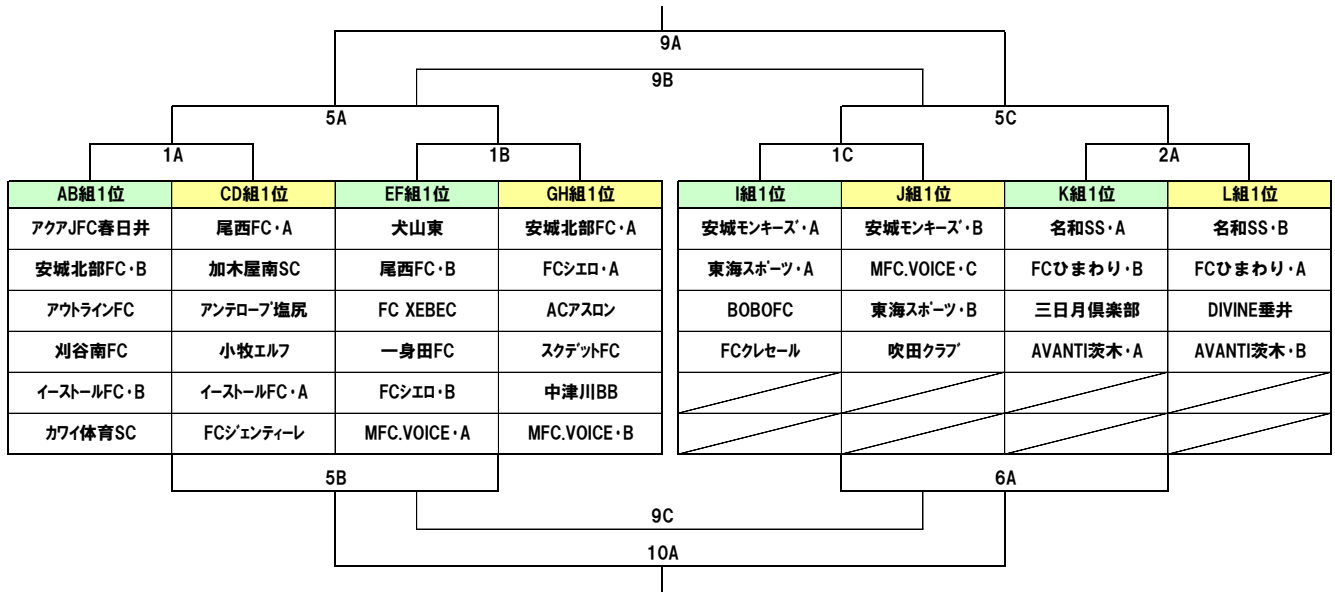 9A
9B
5A 5C
1A 1B 1C 2A
AB組1位 CD組1位 EF組1位 GH組1位 I組1位 J組1位 K組1位 L組1位
アクアJFC春日井 尾西FC・A 犬山東 安城北部FC・A 安城モンキーズ・A 安城モンキーズ・B 名和SS・A 名和SS・B
安城北部FC・B 加木屋南SC 尾西FC・B FCシエロ・A 東海スポーツ・A MFC.VOICE・C FCひまわり・B FCひまわり・A
アウトラインFC アンテロープ塩尻 FC XEBEC ACアスロン BOBOFC 東海スポーツ・B 三日月倶楽部 DIVINE垂井
刈谷南FC 小牧エルフ 一身田FC スクデットFC FCクレセール 吹田クラブ AVANTI茨木・A AVANTI茨木・B
イーストールFC・B イーストールFC・A FCシエロ・B 中津川BB
カワイ体育SC FCジェンティーレ MFC.VOICE・A MFC.VOICE・B
5B 6A
9C
10A